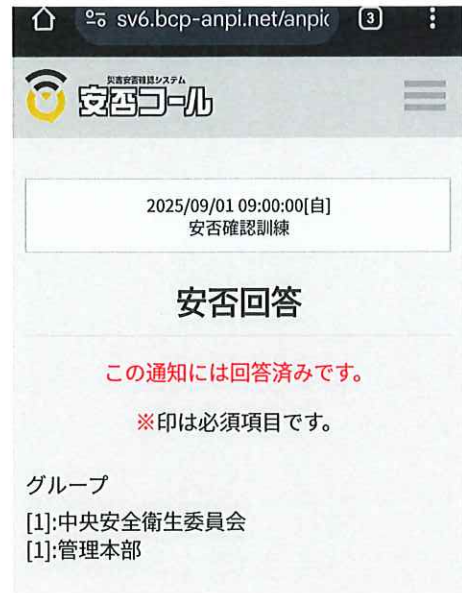 sv6.bcp-anpi.net/anpic
3
災害安否確認システム
安否コール
2025/09/01 09:00:00[自]
安否確認訓練
安否回答
この通知には回答済みです。
※印は必須項目です。
グループ
[1]:中央安全衛生委員会
[1]:管理本部